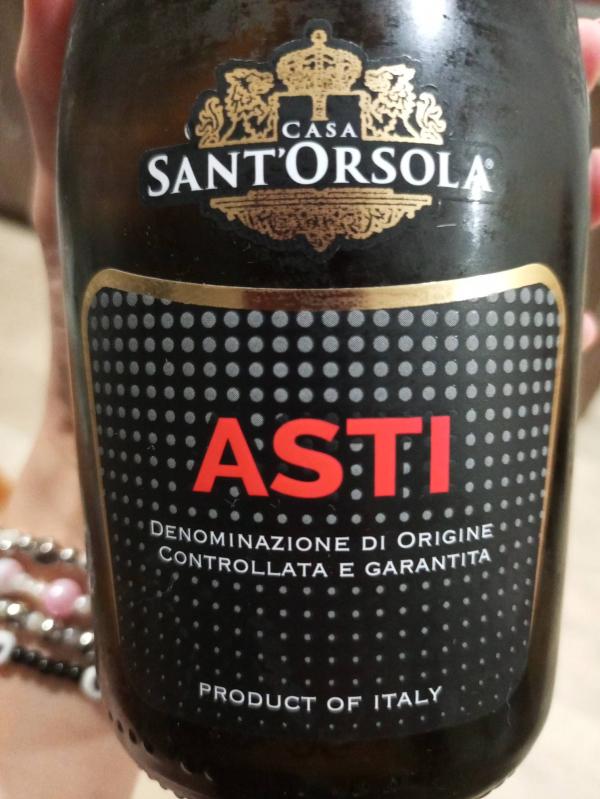 CASA
SANT'ORSOLA®
ASTI
DENOMINAZIONE DI ORIGINE
CONTROLLATA E GARANTITA
PRODUCT OF ITALY